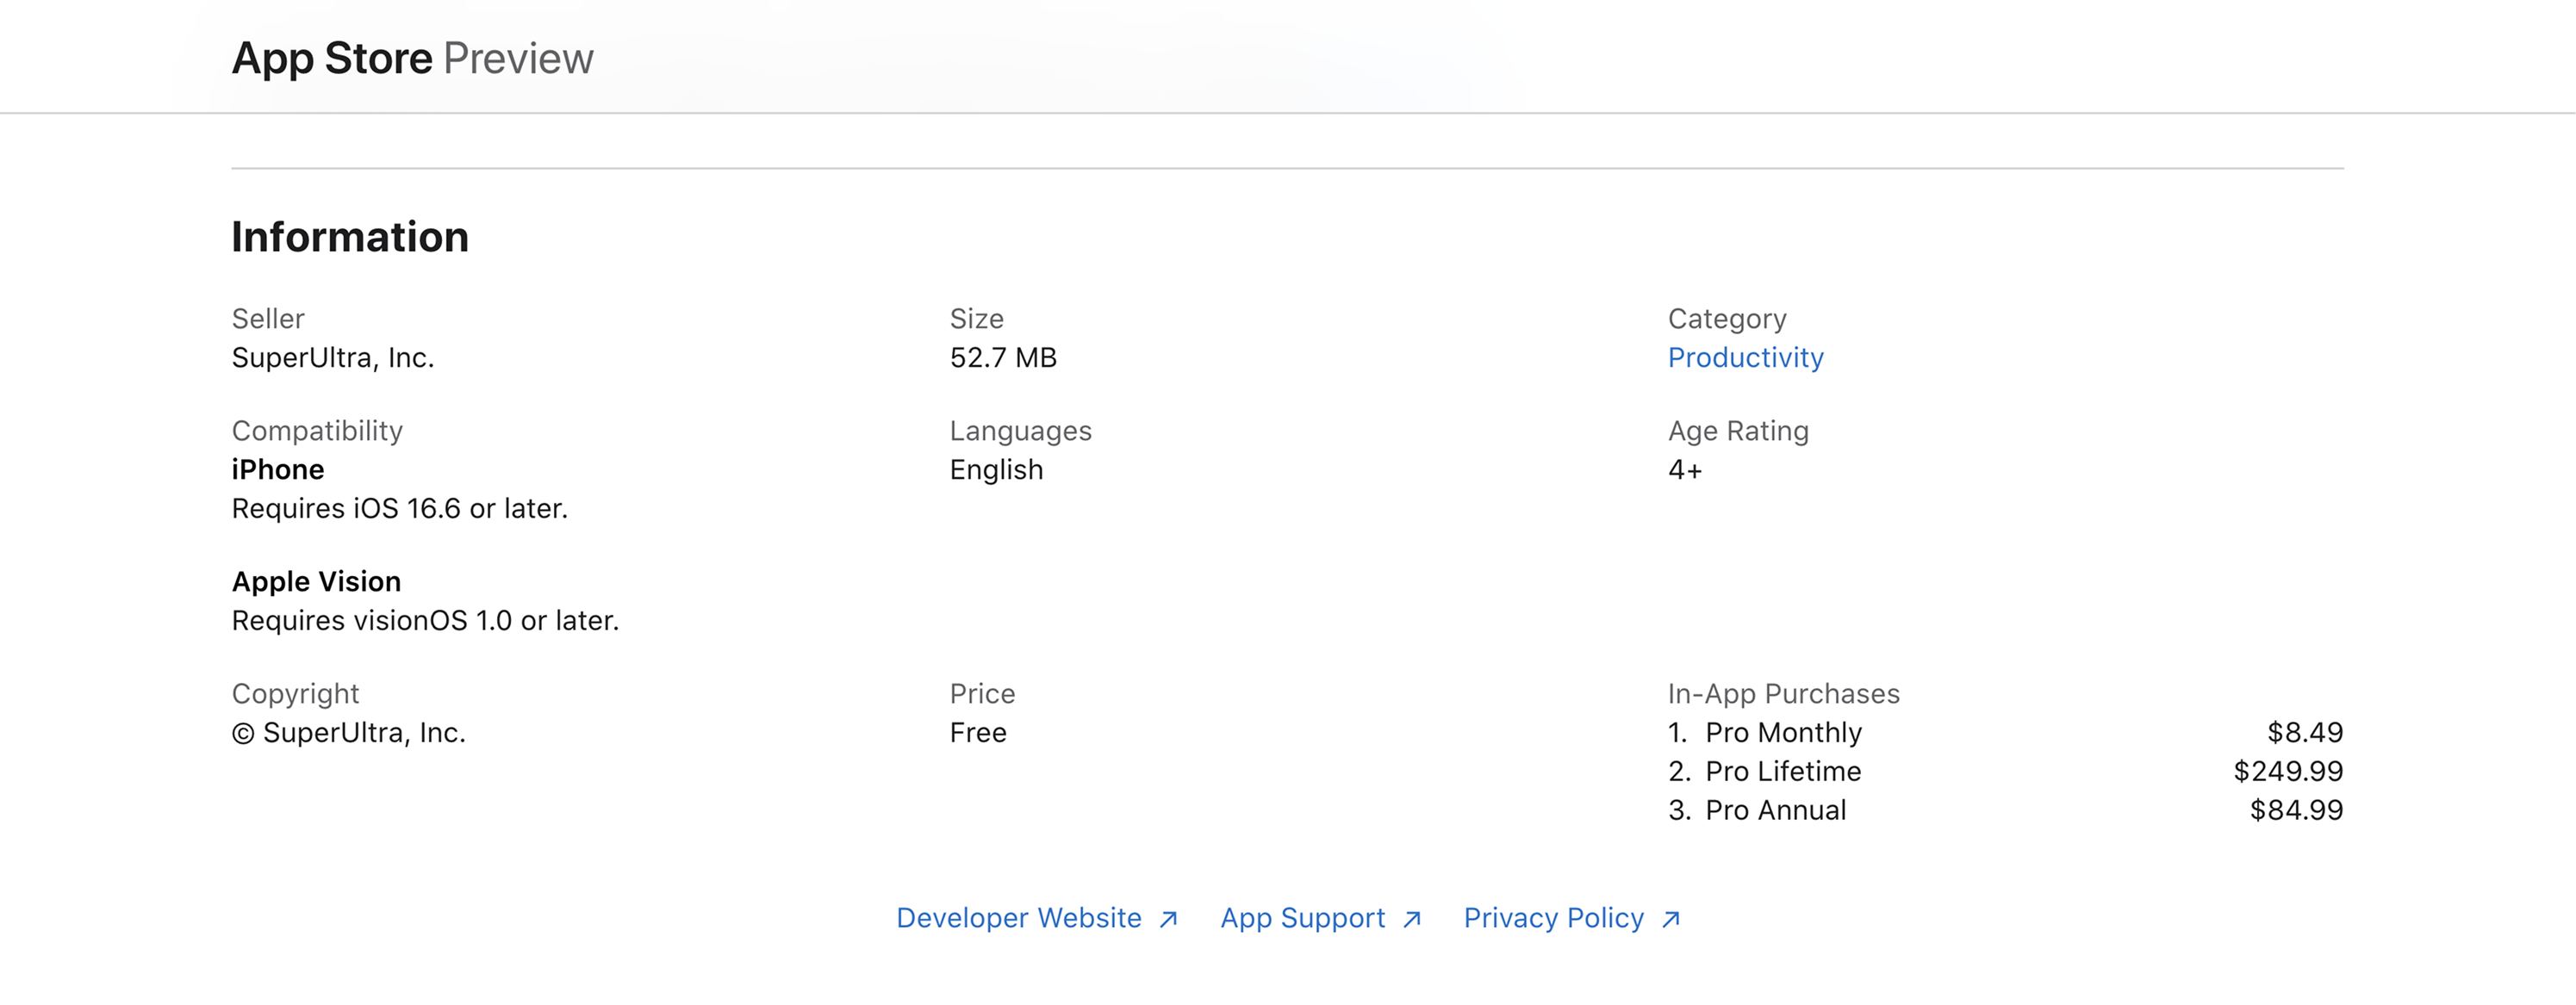 App Store Preview
Information
Seller
SuperUltra, Inc.
Size
52.7 MB
Category
Productivity
Compatibility
iPhone
Requires iOS 16.6 or later.
Apple Vision
Requires visionOS 1.0 or later.
Languages
English
Age Rating
4+
Copyright
© SuperUltra, Inc.
Price
Free
In-App Purchases
1. Pro Monthly $8.49
2. Pro Lifetime $249.99
3. Pro Annual $84.99
Developer Website ↗ App Support ↗ Privacy Policy ↗